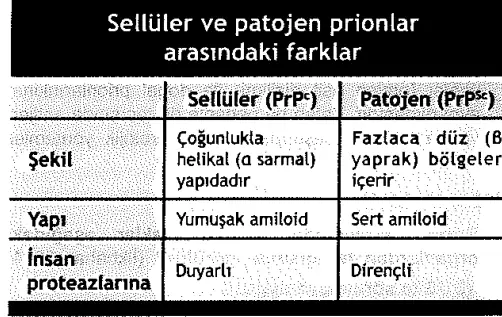 Sellüler ve patojen prionlar
arasındaki farklar
Sellüler (PrPᶜ) Patojen (PrPˢᶜ)
Şekil
Çoğunlukla
helikal (α sarmal)
yapıdadır
Fazlaca düz (B
yaprak) bölgeler
içerir
Yapı Yumuşak amiloid Sert amiloid
İnsan
proteazlarına
Duyarlı Dirençli